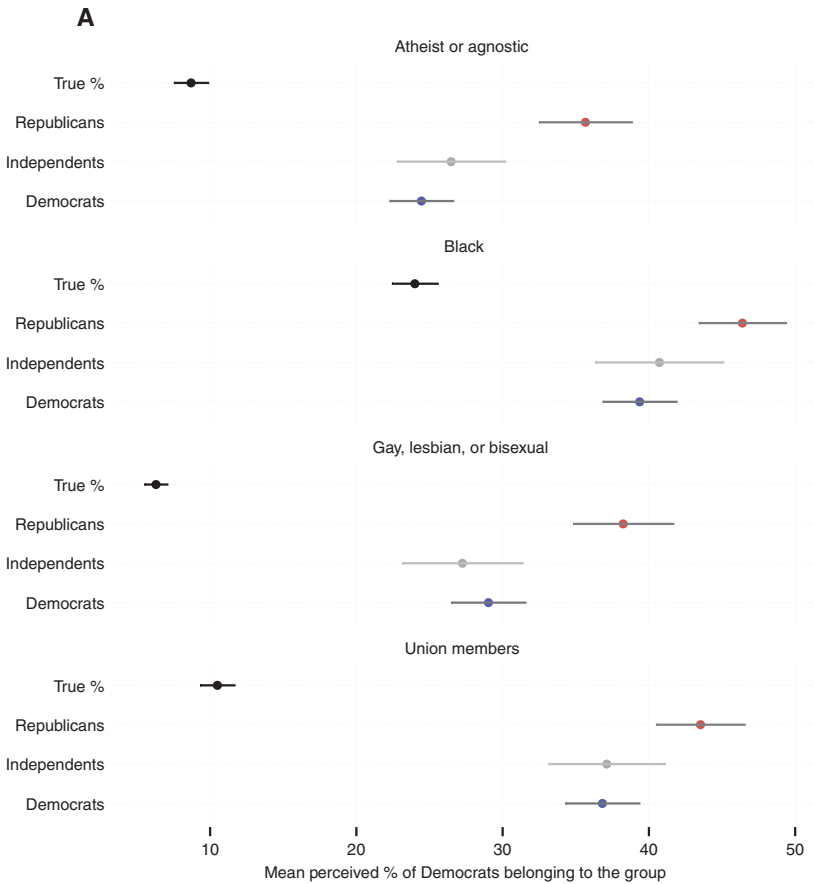 A
Atheist or agnostic
True %
Republicans
Independents
Democrats
Black
True %
Republicans
Independents
Democrats
Gay, lesbian, or bisexual
True %
Republicans
Independents
Democrats
Union members
True %
Republicans
Independents
Democrats
10 20 30 40 50
Mean perceived % of Democrats belonging to the group